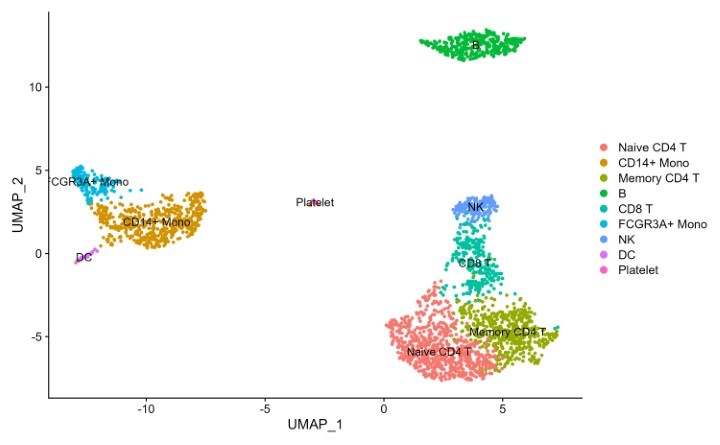 B
10
5
0
-5
UMAP_2
FCGR3A+ Mono
CD14+ Mono
DC
Platelet
NK
CD8 T
Memory CD4 T
Naive CD4 T
-10
-5
0
5
UMAP_1
Naive CD4 T
CD14+ Mono
Memory CD4 T
B
CD8 T
FCGR3A+ Mono
NK
DC
Platelet